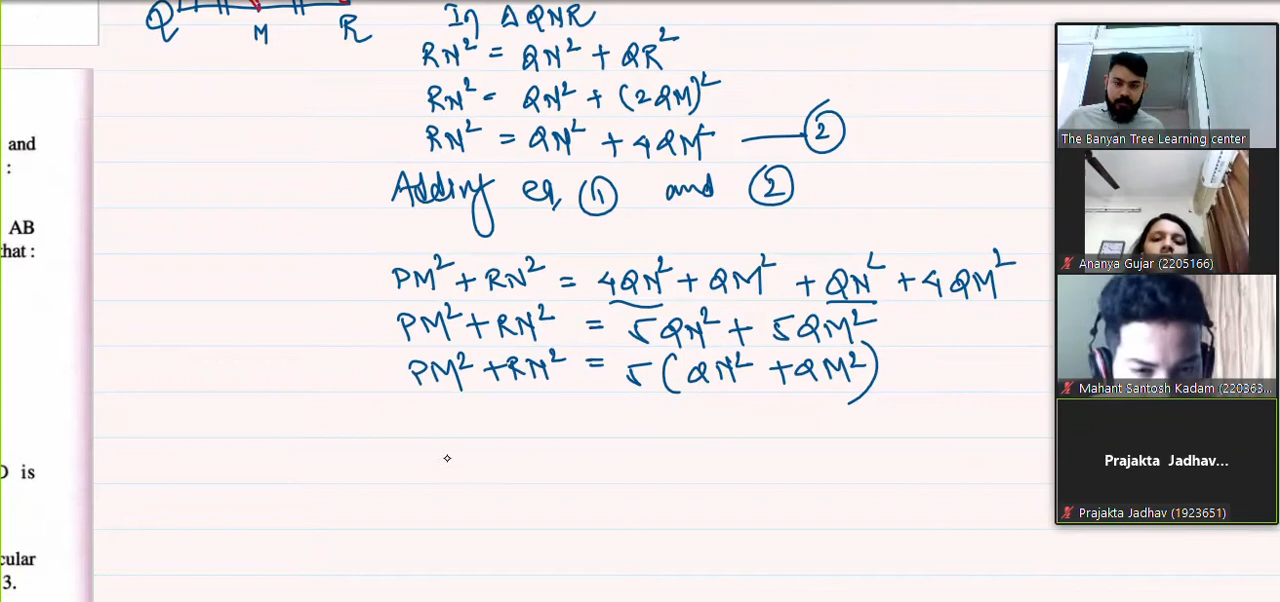 Q
M
R
In △QNR
RN² = QN² + QR²
RN² = QN² + (2QM)²
RN² = QN² + 4QM² — ②
Adding eq, ① and ②
PM² + RN² = 4QN² + QM² + QN² + 4QM²
PM² + RN² = 5QN² + 5QM²
PM² + RN² = 5(QN² + QM²)
and
:
AB
that :
D is
cular
3.
The Banyan Tree Learning center
Ananya Gujar (2205166)
Mahant Santosh Kadam (220363...
Prajakta Jadhav...
Prajakta Jadhav (1923651)